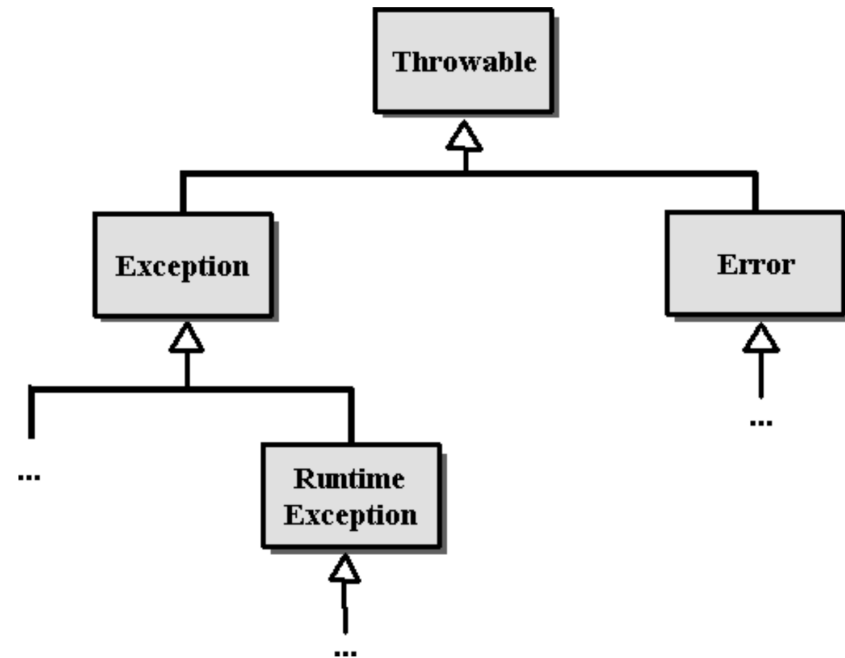 Throwable
Exception
Error
...
...
Runtime
Exception
...